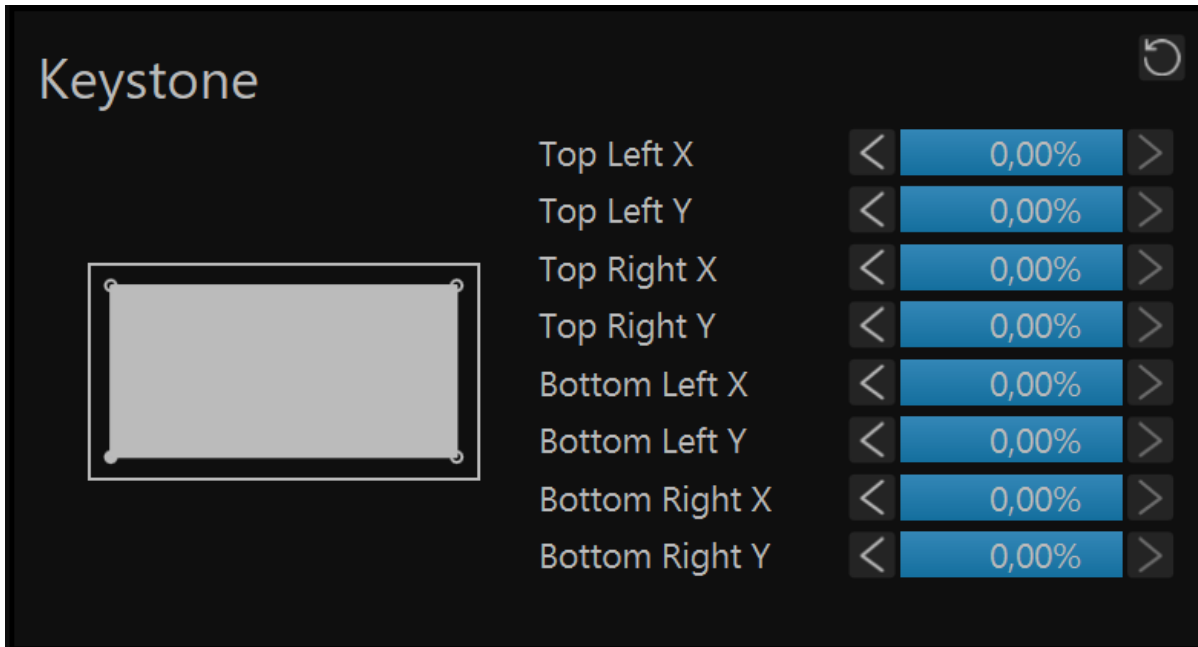 Keystone
Top Left X 0,00%
Top Left Y 0,00%
Top Right X 0,00%
Top Right Y 0,00%
Bottom Left X 0,00%
Bottom Left Y 0,00%
Bottom Right X 0,00%
Bottom Right Y 0,00%